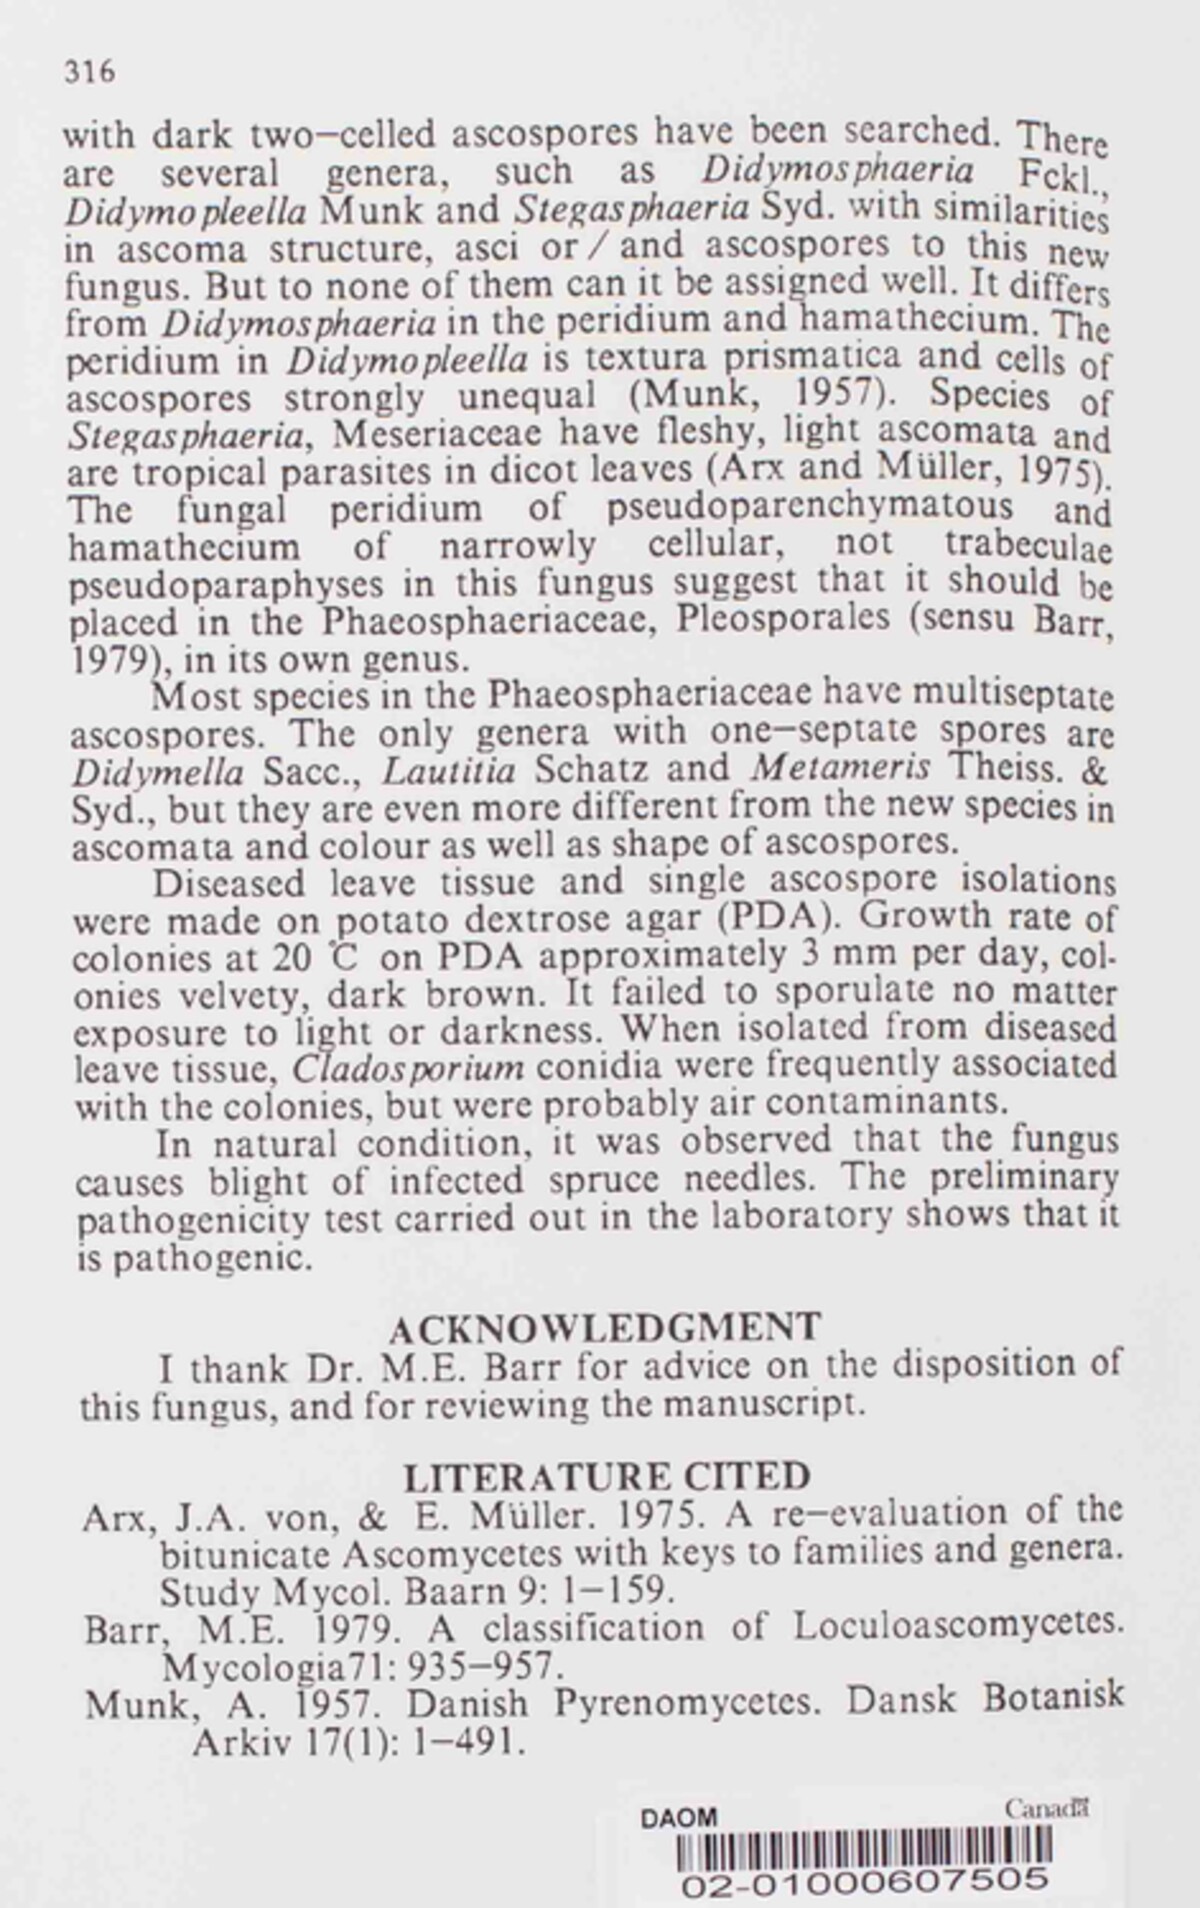 316
with dark two—celled ascospores have been searched. There
are several genera, such as Didymosphaeria Fckl.,
Didymopleella Munk and Stegasphaeria Syd. with similarities
in ascoma structure, asci or / and ascospores to this new
fungus. But to none of them can it be assigned well. It differs
from Didymosphaeria in the peridium and hamathecium. The
peridium in Didymopleella is textura prismatica and cells of
ascospores strongly unequal (Munk, 1957). Species of
Stegasphaeria, Meseriaceae have fleshy, light ascomata and
are tropical parasites in dicot leaves (Arx and Müller, 1975).
The fungal peridium of pseudoparenchymatous and
hamathecium of narrowly cellular, not trabeculae
pseudoparaphyses in this fungus suggest that it should be
placed in the Phaeosphaeriaceae, Pleosporales (sensu Barr,
1979), in its own genus.
Most species in the Phaeosphaeriaceae have multiseptate
ascospores. The only genera with one—septate spores are
Didymella Sacc., Lautitia Schatz and Metameris Theiss. &
Syd., but they are even more different from the new species in
ascomata and colour as well as shape of ascospores.
Diseased leave tissue and single ascospore isolations
were made on potato dextrose agar (PDA). Growth rate of
colonies at 20 ℃ on PDA approximately 3 mm per day, col-
onies velvety, dark brown. It failed to sporulate no matter
exposure to light or darkness. When isolated from diseased
leave tissue, Cladosporium conidia were frequently associated
with the colonies, but were probably air contaminants.
In natural condition, it was observed that the fungus
causes blight of infected spruce needles. The preliminary
pathogenicity test carried out in the laboratory shows that it
is pathogenic.
ACKNOWLEDGMENT
I thank Dr. M.E. Barr for advice on the disposition of
this fungus, and for reviewing the manuscript.
LITERATURE CITED
Arx, J.A. von, & E. Müller. 1975. A re—evaluation of the
bitunicate Ascomycetes with keys to families and genera.
Study Mycol. Baarn 9: 1—159.
Barr, M.E. 1979. A classification of Loculoascomycetes.
Mycologia71: 935—957.
Munk, A. 1957. Danish Pyrenomycetes. Dansk Botanisk
Arkiv 17(1): 1—491.
DAOM Canada
02-01000607505